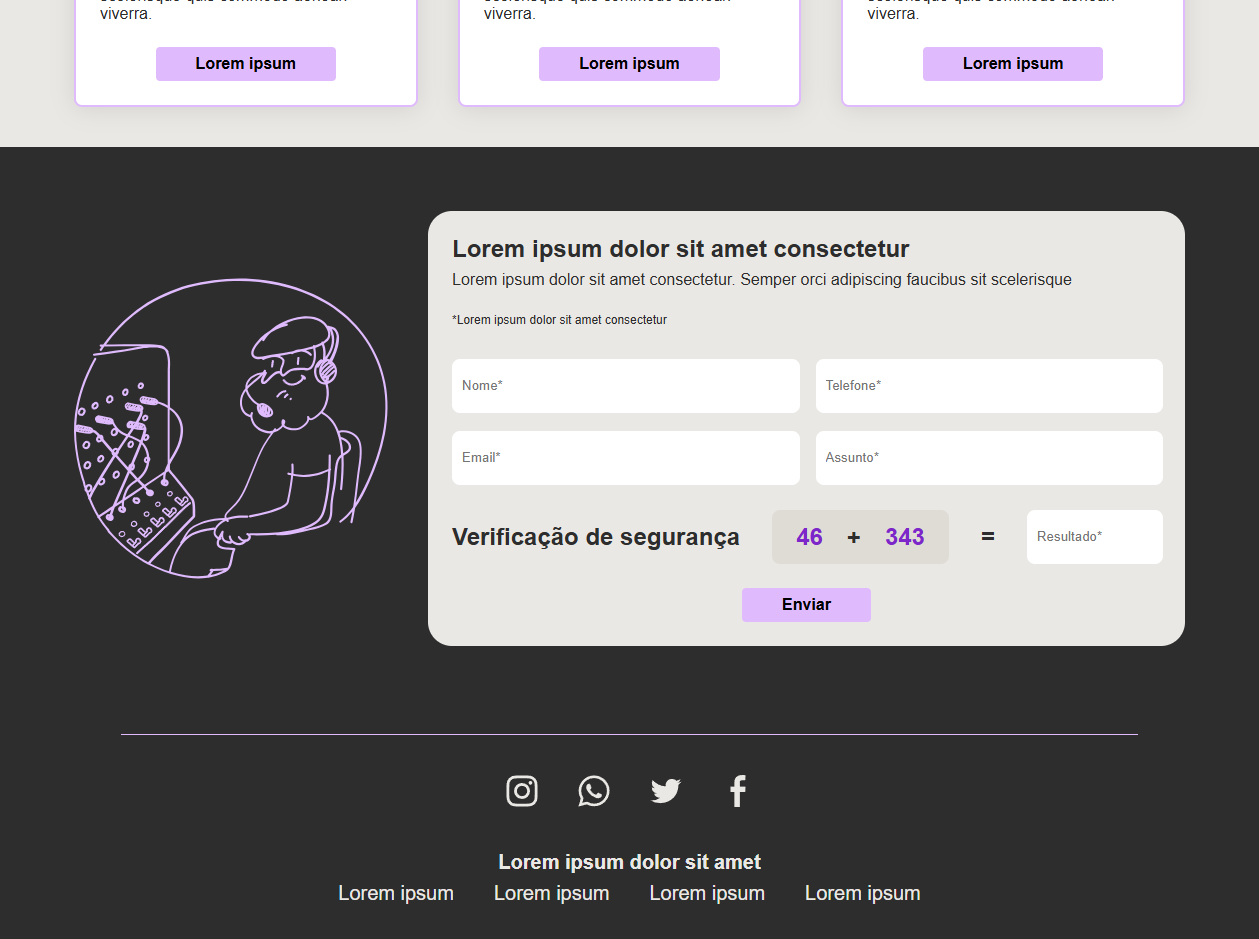 viverra.
viverra.
viverra.
Lorem ipsum
Lorem ipsum
Lorem ipsum
Lorem ipsum dolor sit amet consectetur
Lorem ipsum dolor sit amet consectetur. Semper orci adipiscing faucibus sit scelerisque
*Lorem ipsum dolor sit amet consectetur
Nome*
Telefone*
Email*
Assunto*
Verificação de segurança 46 + 343 = Resultado*
Enviar
Lorem ipsum dolor sit amet
Lorem ipsum Lorem ipsum Lorem ipsum Lorem ipsum